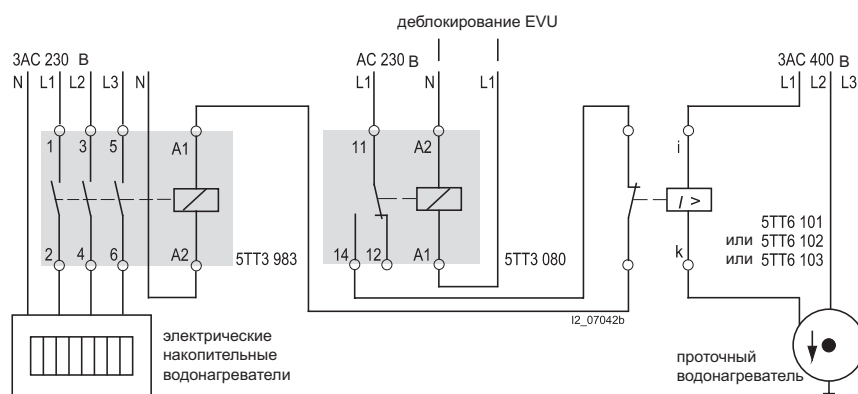 деблокирование EVU
3AC 230 В
AC 230 В
3AC 400 В
N L1 L2 L3 N
L1 N L1
L1 L2 L3
1 3 5 A1
11 A2
i
2 4 6 A2
5TT3 983
14 12 A1
5TT3 080
I >
k
5TT6 101
или 5TT6 102
или 5TT6 103
I2_07042b
электрические
накопительные
водонагреватели
проточный
водонагреватель